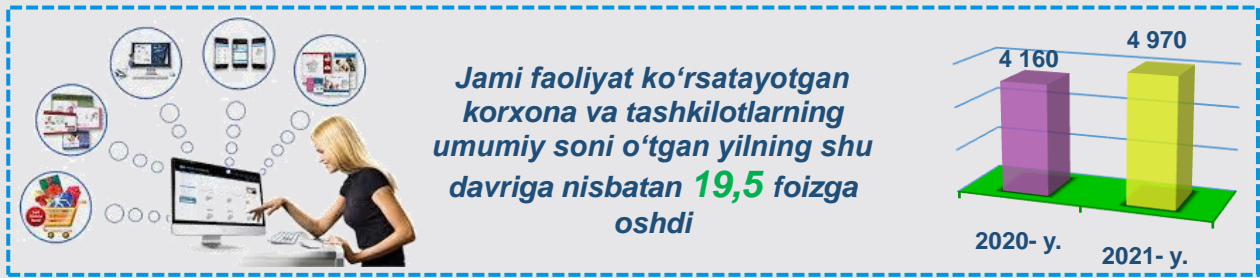 Jami faoliyat ko‘rsatayotgan
korxona va tashkilotlarning
umumiy soni o‘tgan yilning shu
davriga nisbatan 19,5 foizga
oshdi
4 160
4 970
2020- y.
2021- y.